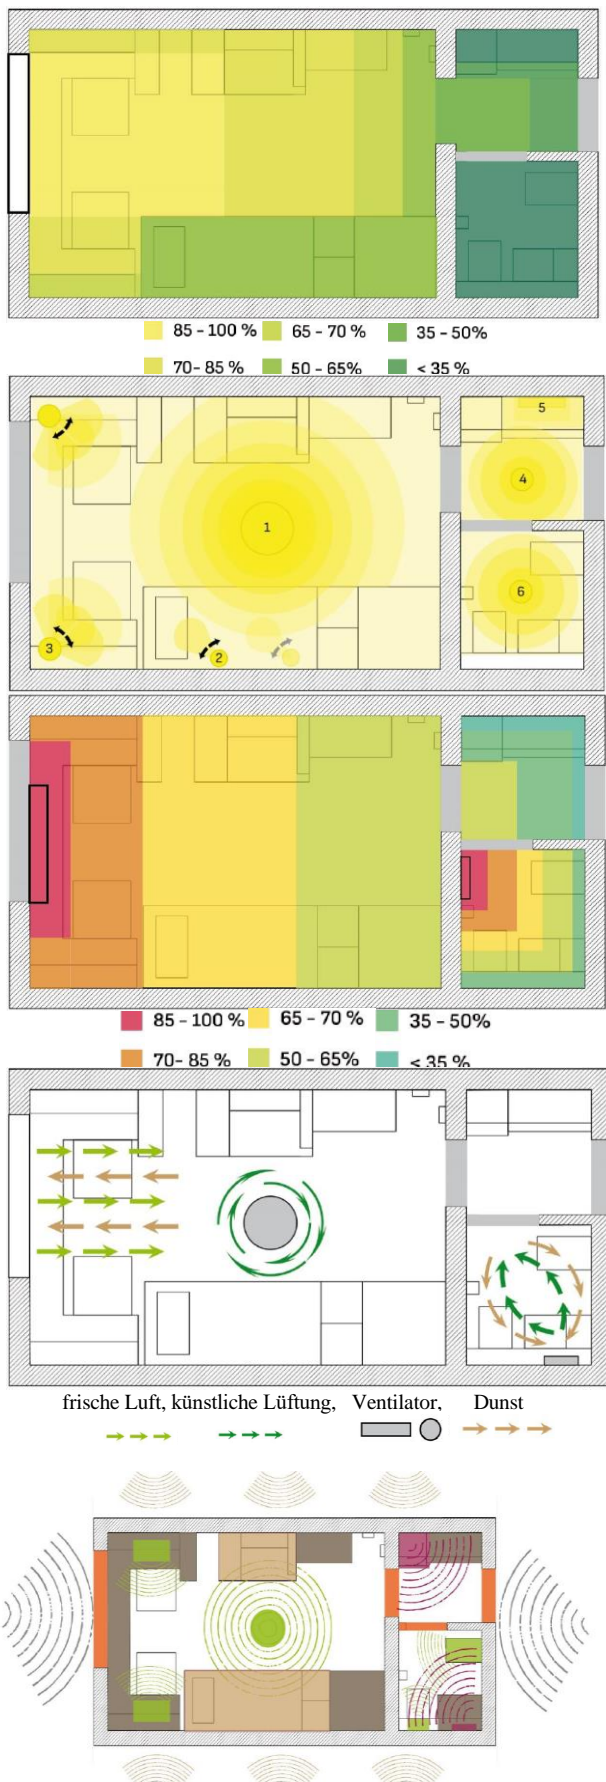 85 - 100 % 65 - 70 % 35 - 50%
70- 85 % 50 - 65% < 35 %
5
4
1
6
3
2
85 - 100 % 65 - 70 % 35 - 50%
70- 85 % 50 - 65% < 35 %
frische Luft, künstliche Lüftung, Ventilator, Dunst